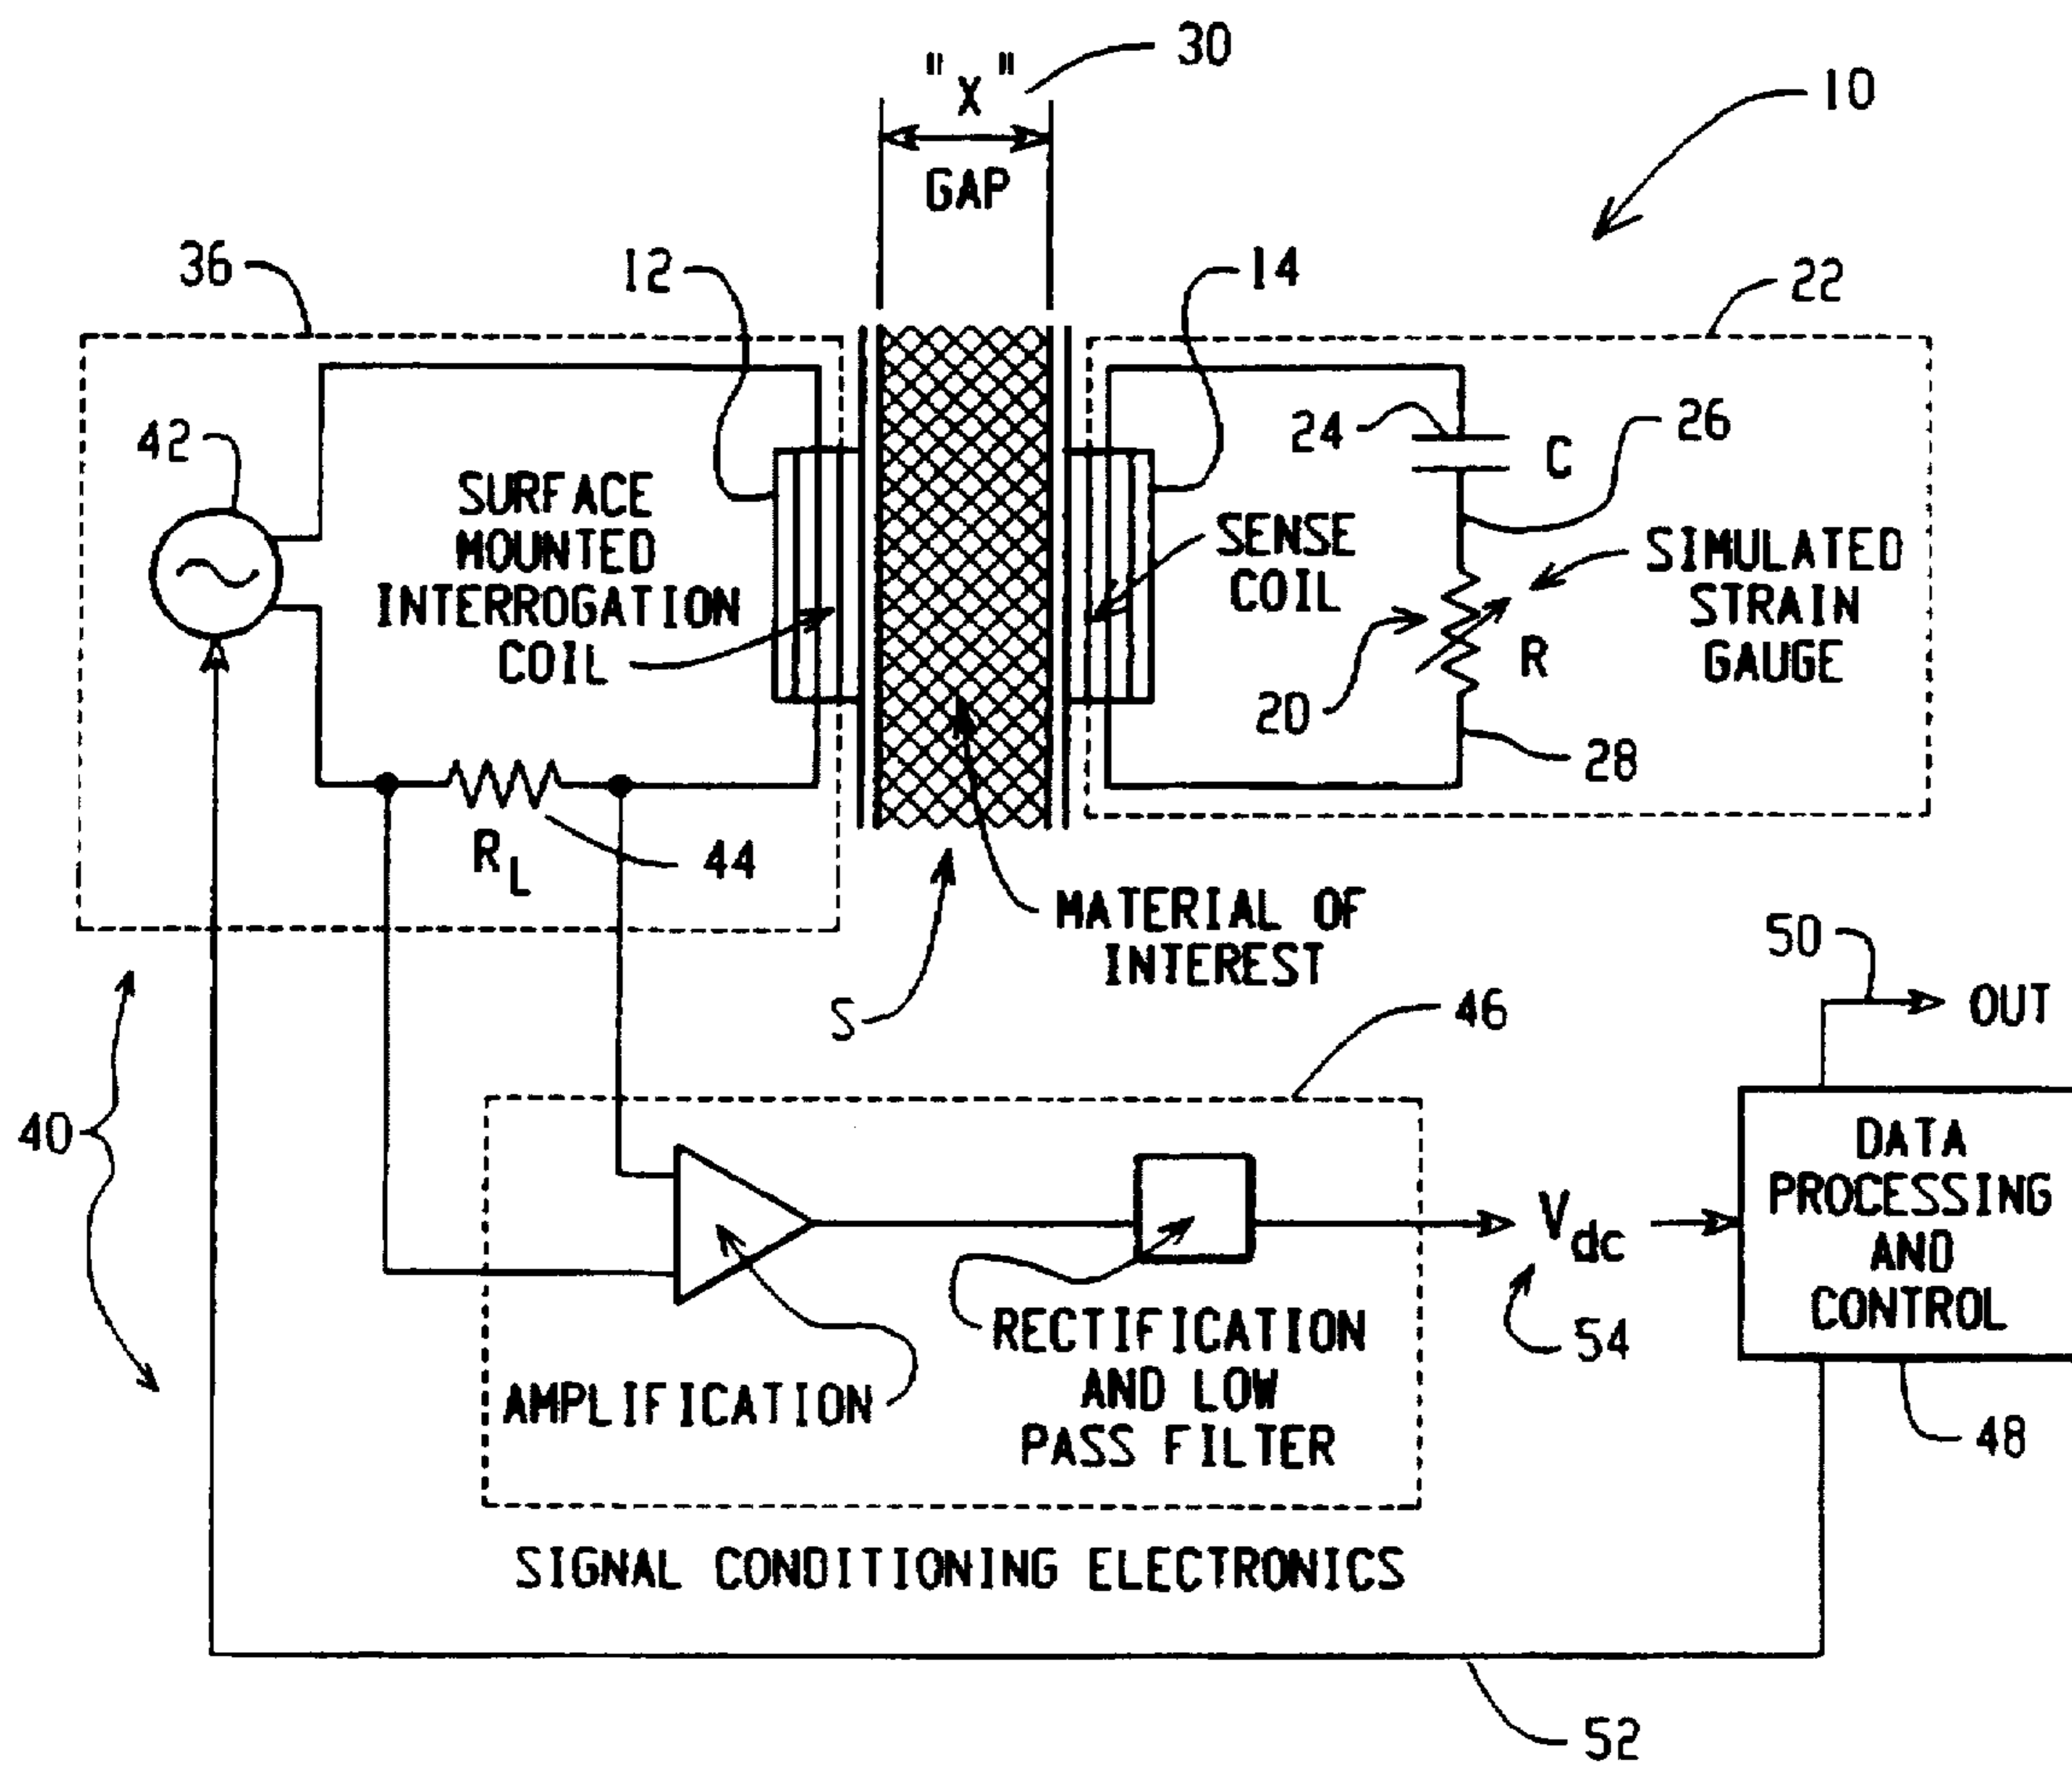 "X"
30
10
GAP
36
12
14
22
42
24
C
26
SURFACE
MOUNTED
INTERROGATION
COIL
SENSE
COIL
SIMULATED
STRAIN
GAUGE
20
R
28
RL
44
MATERIAL OF
INTEREST
S
50
OUT
46
40
DATA
PROCESSING
AND
CONTROL
Vdc
54
RECTIFICATION
AND LOW
PASS FILTER
AMPLIFICATION
48
SIGNAL CONDITIONING ELECTRONICS
52